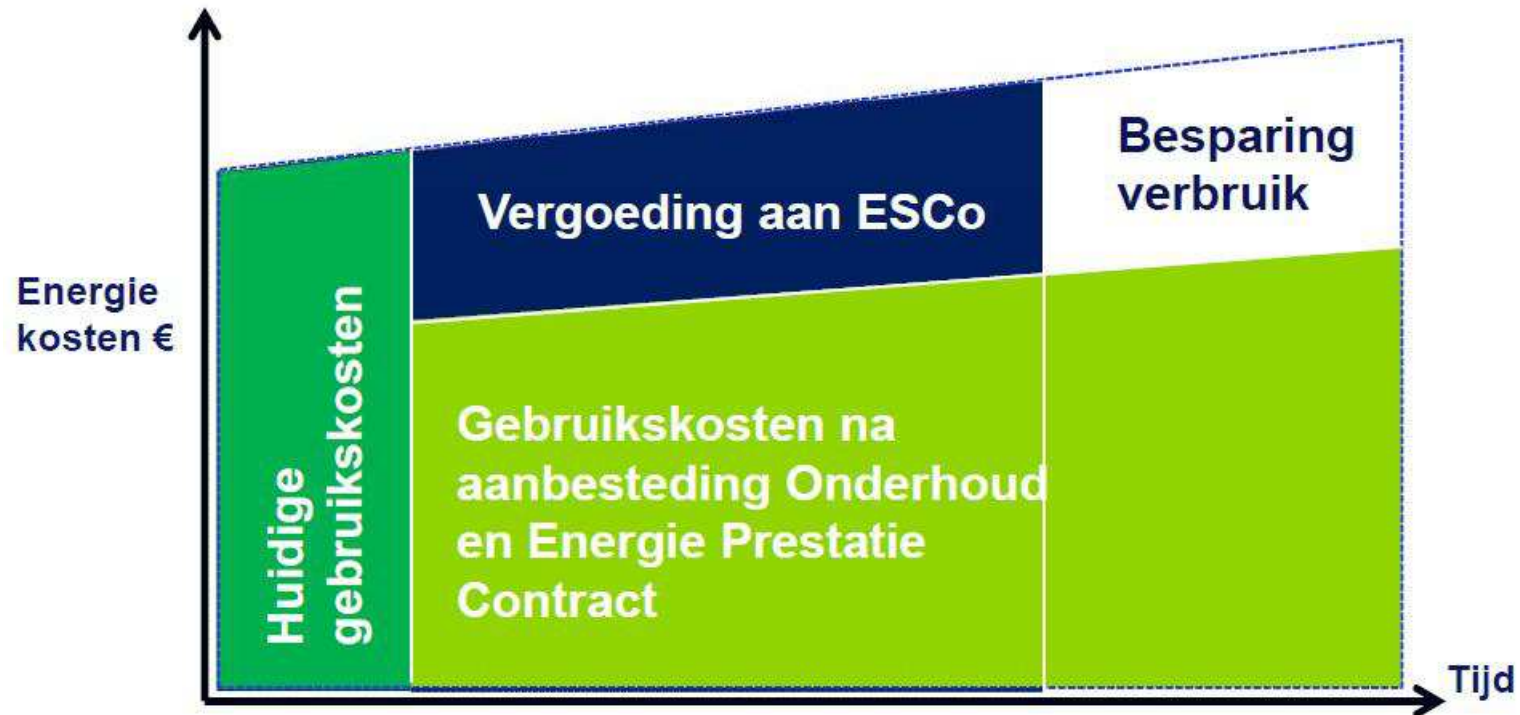 Energie
kosten €
Huidige
gebruikskosten
Vergoeding aan ESCo
Besparing
verbruik
Gebruikskosten na
aanbesteding Onderhoud
en Energie Prestatie
Contract
Tijd